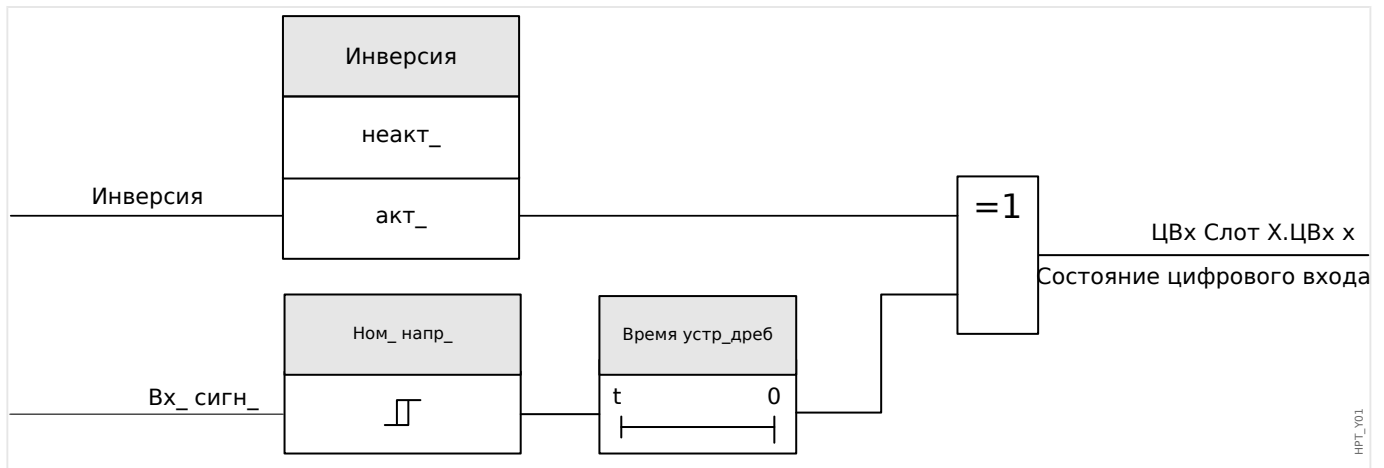 Инверсия
неакт_
Инверсия
акт_
=1
ЦВх Слот X.ЦВх x
Состояние цифрового входа
Ном_ напр_
Время устр_дреб
Вх_ сигн_
t 0
HPT_Y01